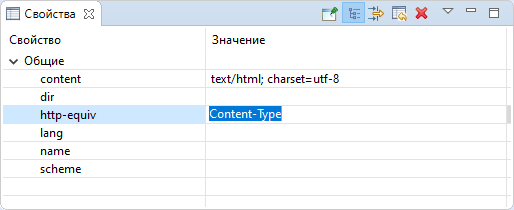 Свойства
Свойство Значение
Общие
content text/html; charset=utf-8
dir
http-equiv Content-Type
lang
name
scheme